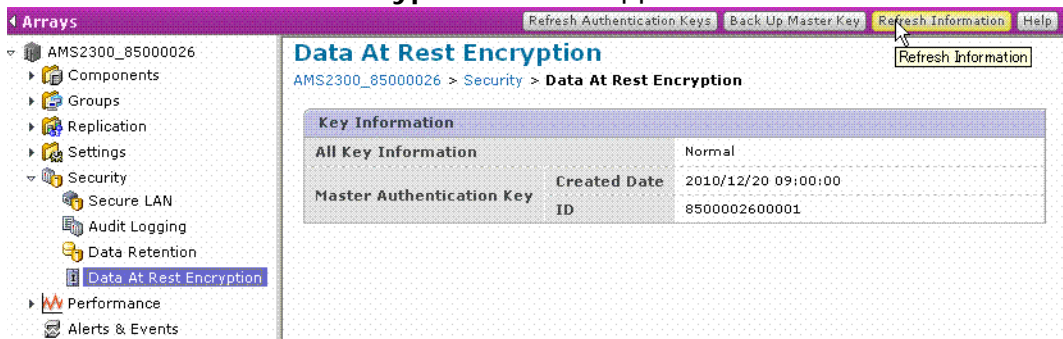 Arrays
Refresh Authentication Keys
Back Up Master Key
Refresh Information
Help
Refresh Information
AMS2300_85000026
Components
Groups
Replication
Settings
Security
Secure LAN
Audit Logging
Data Retention
Data At Rest Encryption
Performance
Alerts & Events
Data At Rest Encryption
AMS2300_85000026 > Security > Data At Rest Encryption
Key Information
All Key Information Normal
Master Authentication Key
Created Date 2010/12/20 09:00:00
ID 8500002600001